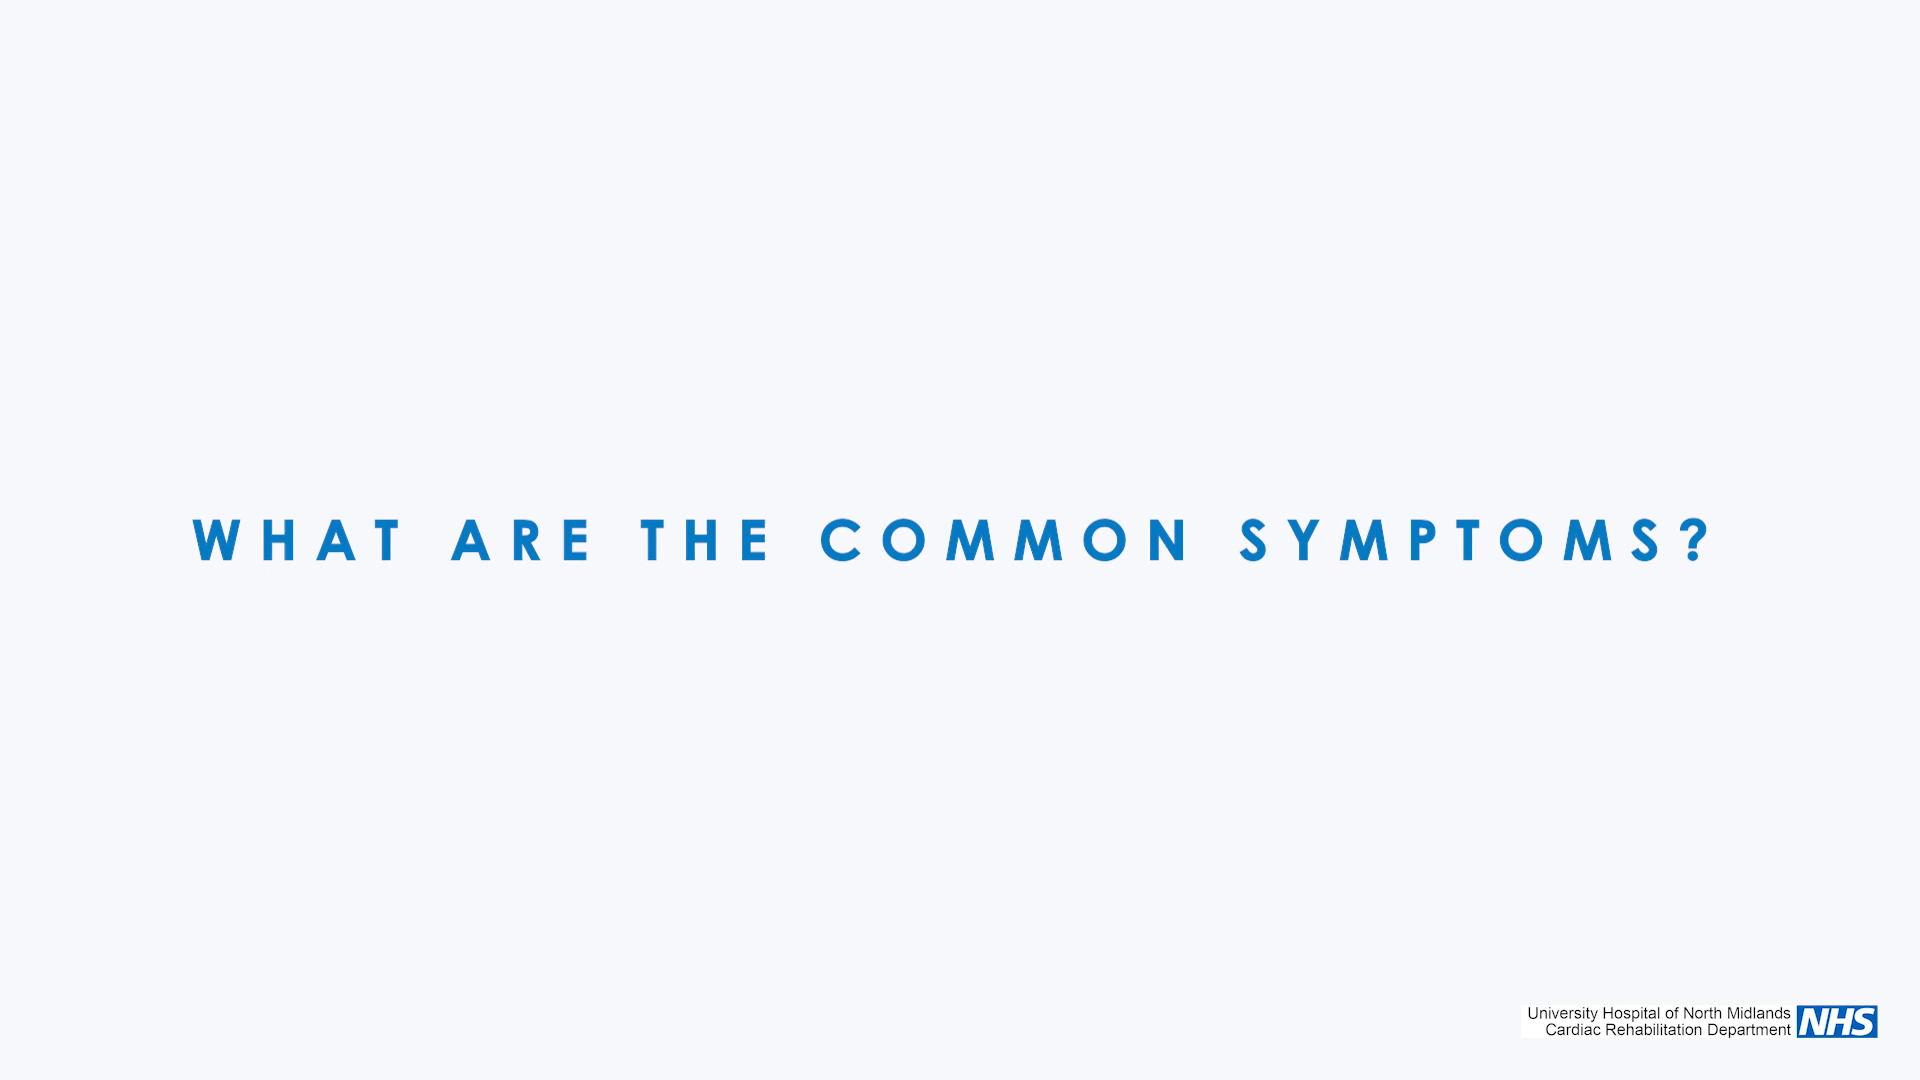 WHAT ARE THE COMMON SYMPTOMS?
University Hospital of North Midlands
Cardiac Rehabilitation Department
NHS